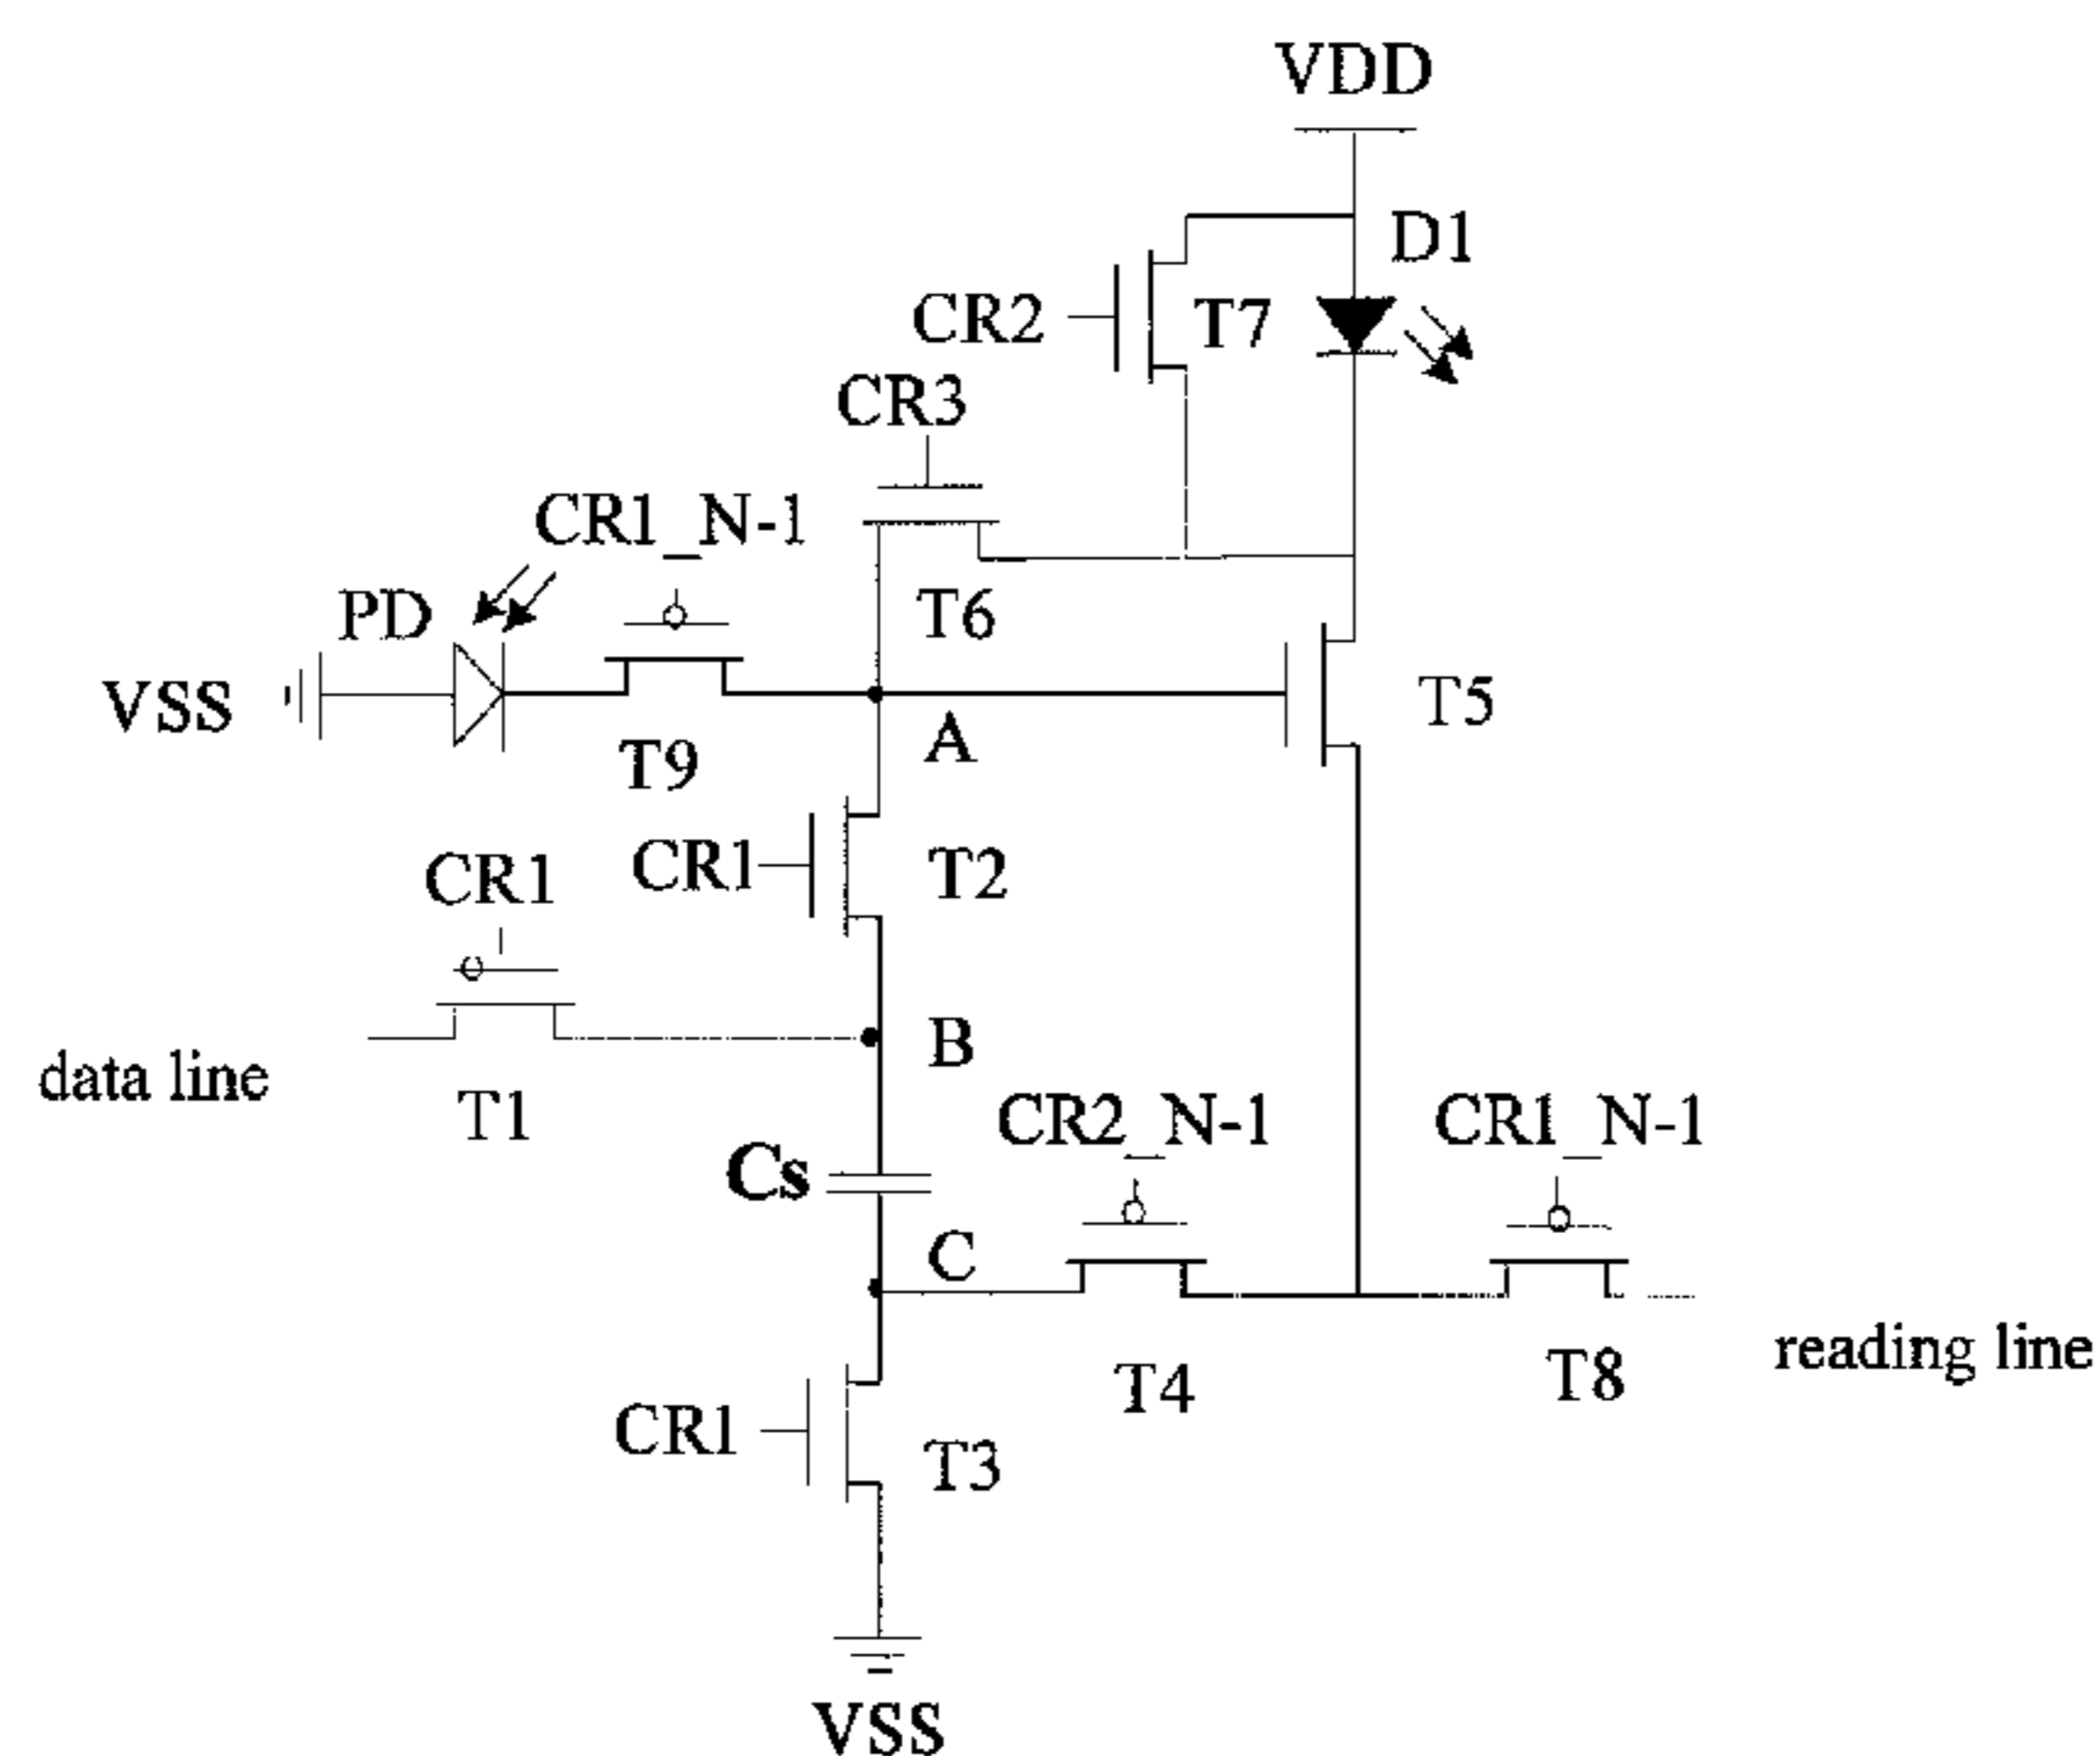 VDD
D1
CR2
T7
CR3
CR1_N-1
PD
T6
VSS
T5
T9
A
CR1
T2
CR1
B
data line
T1
CR2_N-1
CR1_N-1
Cs
C
reading line
T4
T8
CR1
T3
VSS